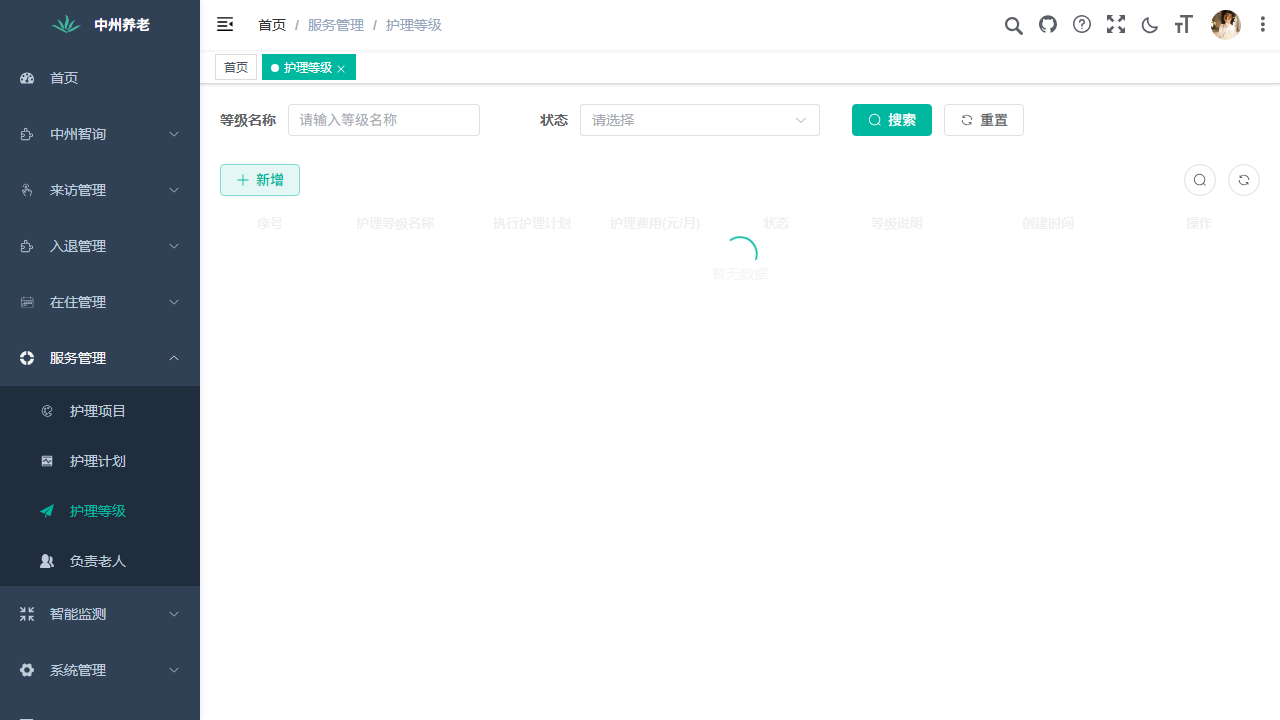 中州养老
首页
中州智询
来访管理
入退管理
在住管理
服务管理
护理项目
护理计划
护理等级
负责老人
智能监测
系统管理
首页 / 服务管理 / 护理等级
首页
护理等级
等级名称 请输入等级名称 状态 请选择 搜索 重置
新增
序号 护理等级名称 执行护理计划 护理费用(元/月) 状态 等级说明 创建时间 操作
暂无数据